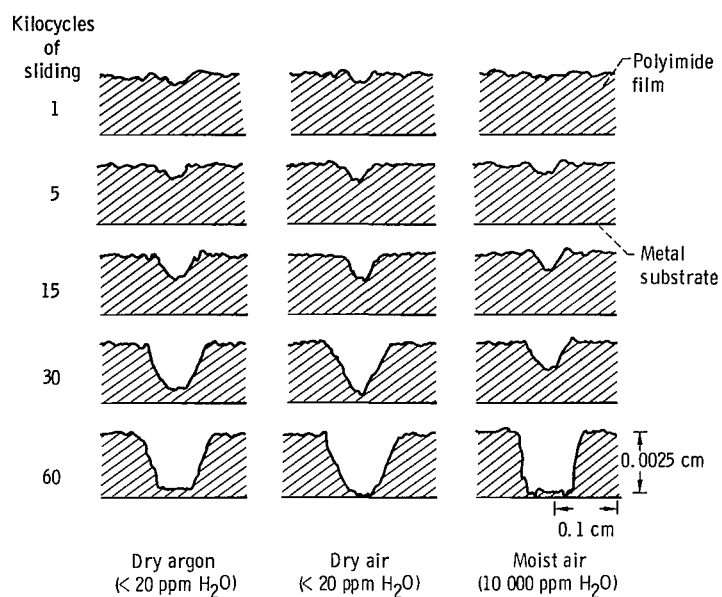 Kilocycles
of
sliding
1
5
15
30
60
Polyimide
film
Metal
substrate
0.0025 cm
0.1 cm
Dry argon
(< 20 ppm H₂O)
Dry air
(< 20 ppm H₂O)
Moist air
(10 000 ppm H₂O)